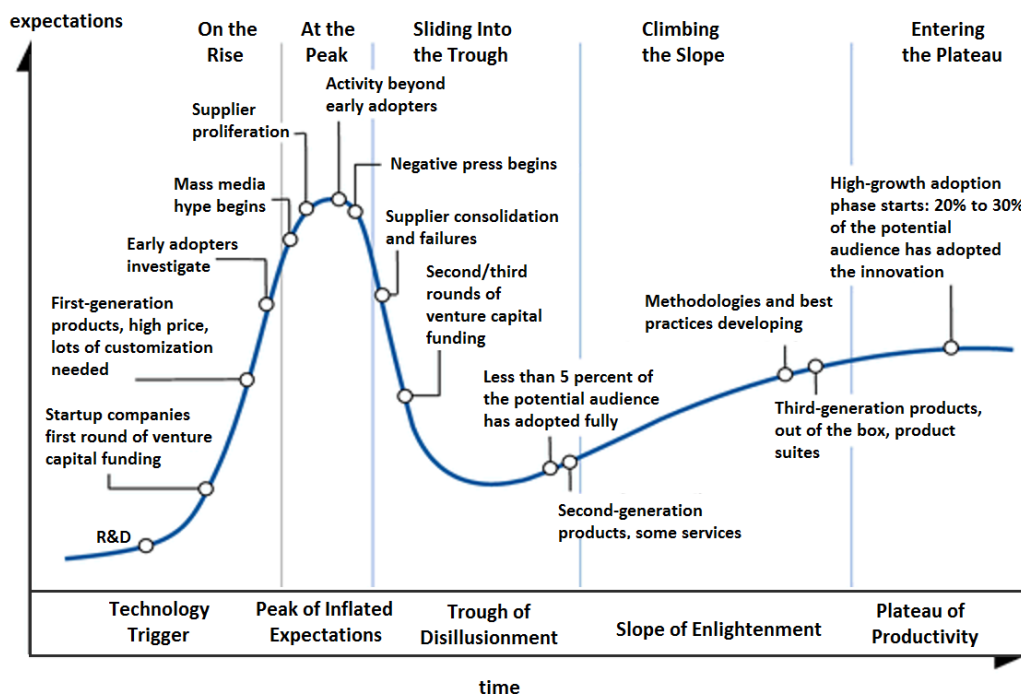 expectations
On the
Rise
At the
Peak
Sliding Into
the Trough
Climbing
the Slope
Entering
the Plateau
Activity beyond
early adopters
Supplier
proliferation
Negative press begins
Mass media
hype begins
High-growth adoption
phase starts: 20% to 30%
of the potential
audience has adopted
the innovation
Supplier consolidation
and failures
Early adopters
investigate
Second/third
rounds of
venture capital
funding
First-generation
products, high price,
lots of customization
needed
Methodologies and best
practices developing
Less than 5 percent of
the potential audience
has adopted fully
Startup companies
first round of venture
capital funding
Third-generation products,
out of the box, product
suites
Second-generation
products, some services
R&D
Technology
Trigger
Peak of Inflated
Expectations
Trough of
Disillusionment
Slope of Enlightenment
Plateau of
Productivity
time